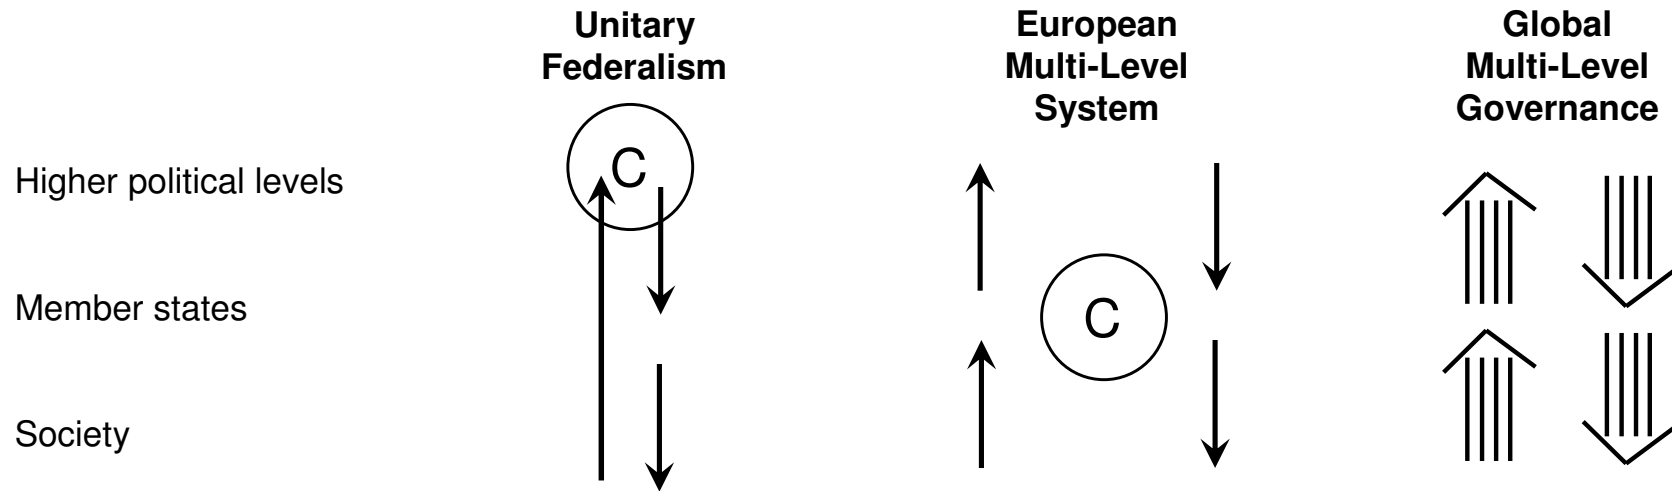 Unitary
Federalism
European
Multi-Level
System
Global
Multi-Level
Governance
C
Higher political levels
Member states
C
Society